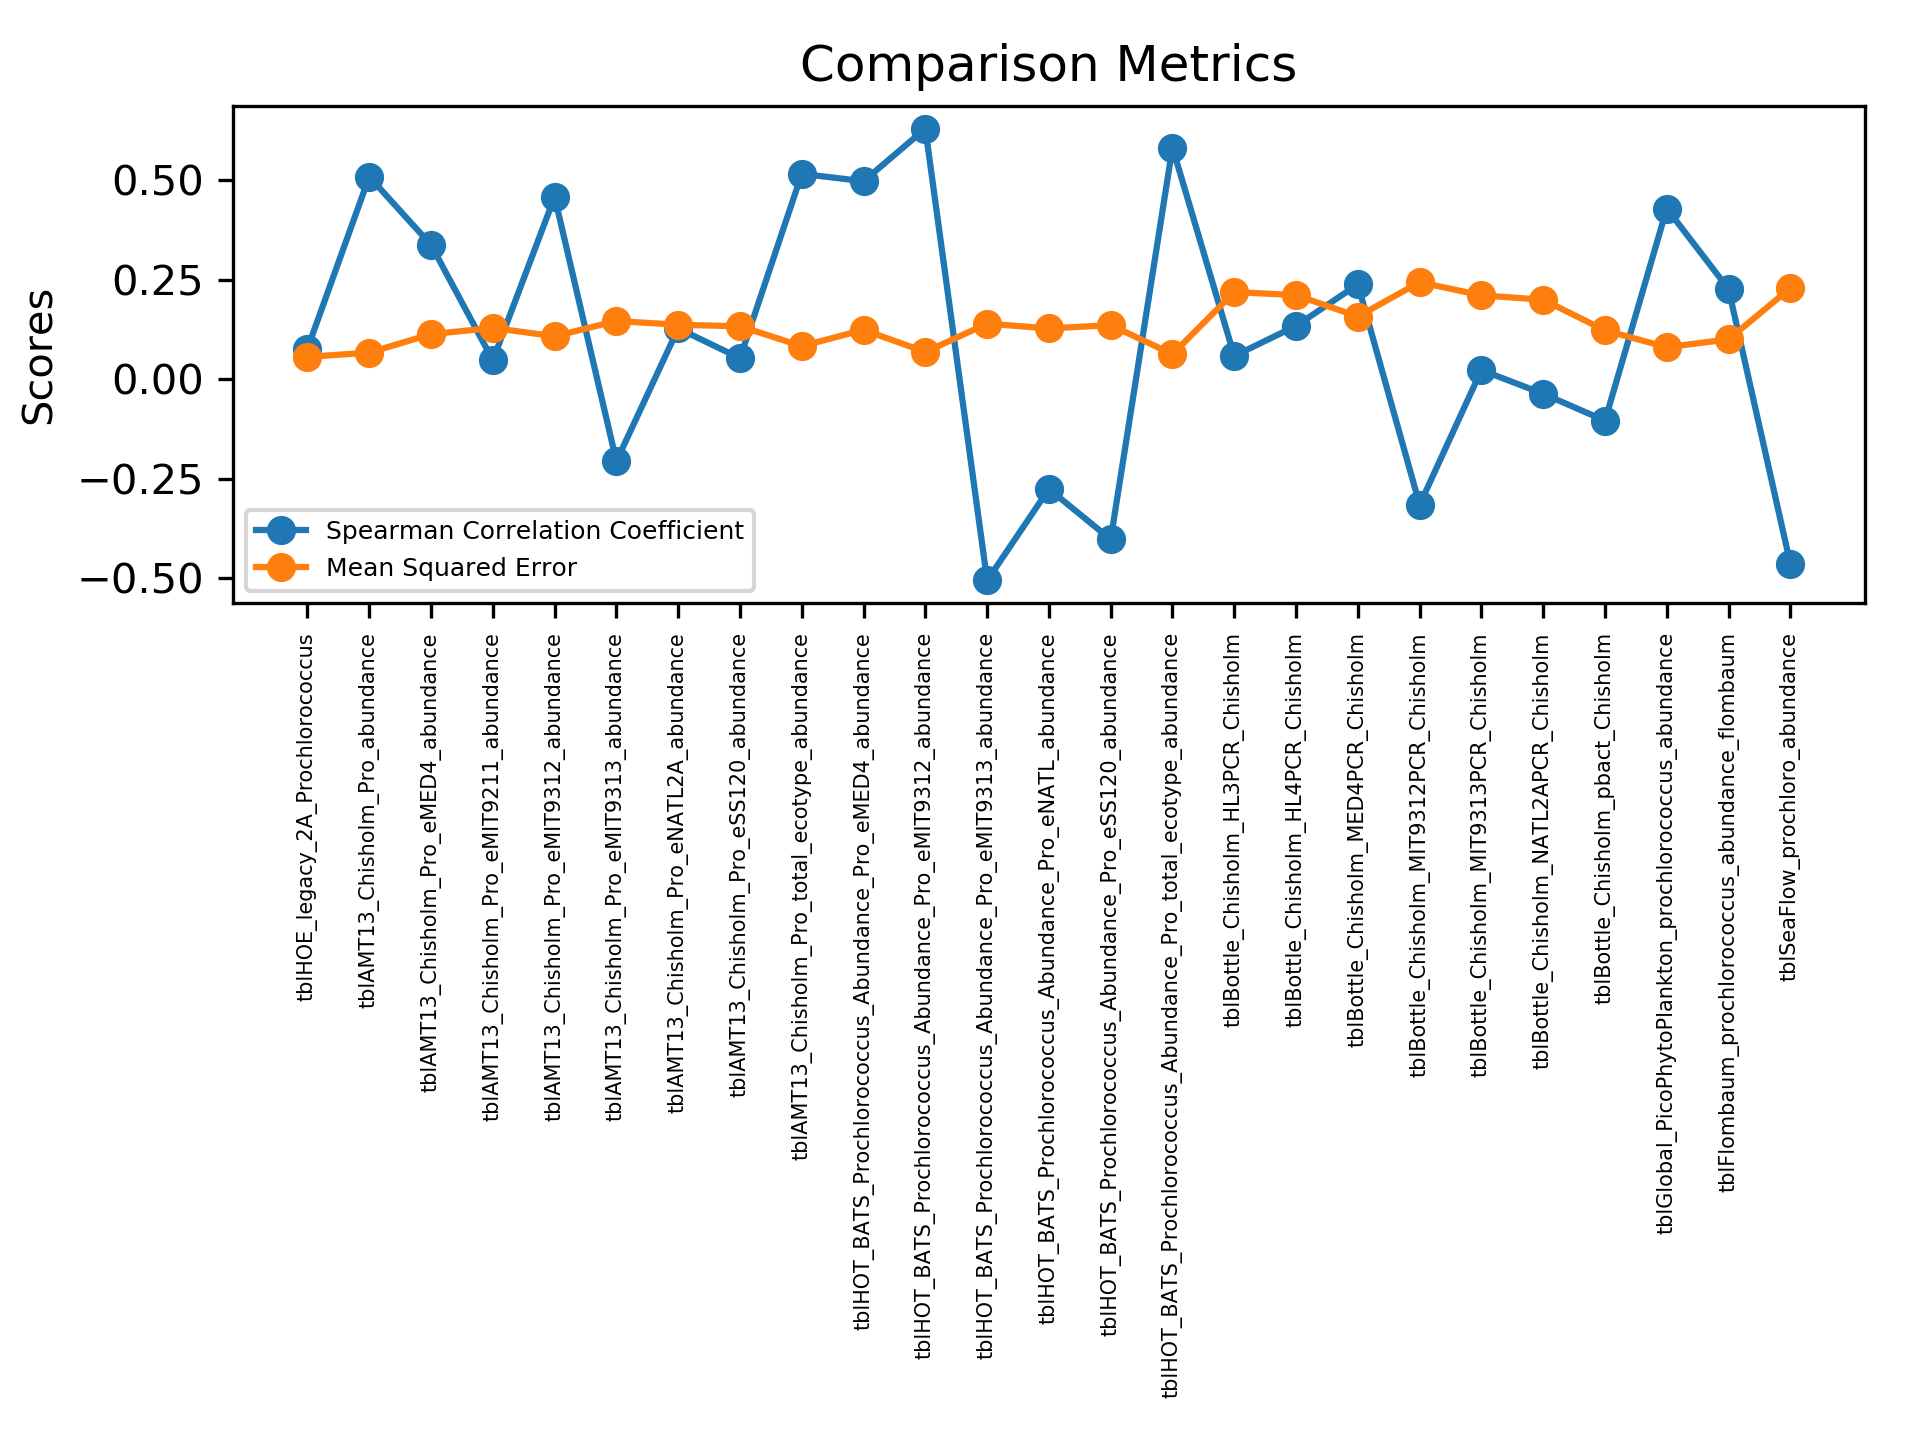 Comparison Metrics
Scores
0.50
0.25
0.00
−0.25
−0.50
Spearman Correlation Coefficient
Mean Squared Error
tblHOE_legacy_2A_Prochlorococcus
tblAMT13_Chisholm_Pro_abundance
tblAMT13_Chisholm_Pro_eMED4_abundance
tblAMT13_Chisholm_Pro_eMIT9211_abundance
tblAMT13_Chisholm_Pro_eMIT9312_abundance
tblAMT13_Chisholm_Pro_eMIT9313_abundance
tblAMT13_Chisholm_Pro_eNATL2A_abundance
tblAMT13_Chisholm_Pro_eSS120_abundance
tblAMT13_Chisholm_Pro_total_ecotype_abundance
tblHOT_BATS_Prochlorococcus_Abundance_Pro_eMED4_abundance
tblHOT_BATS_Prochlorococcus_Abundance_Pro_eMIT9312_abundance
tblHOT_BATS_Prochlorococcus_Abundance_Pro_eMIT9313_abundance
tblHOT_BATS_Prochlorococcus_Abundance_Pro_eNATL_abundance
tblHOT_BATS_Prochlorococcus_Abundance_Pro_eSS120_abundance
tblHOT_BATS_Prochlorococcus_Abundance_Pro_total_ecotype_abundance
tblBottle_Chisholm_HL3PCR_Chisholm
tblBottle_Chisholm_HL4PCR_Chisholm
tblBottle_Chisholm_MED4PCR_Chisholm
tblBottle_Chisholm_MIT9312PCR_Chisholm
tblBottle_Chisholm_MIT9313PCR_Chisholm
tblBottle_Chisholm_NATL2APCR_Chisholm
tblBottle_Chisholm_pbact_Chisholm
tblGlobal_PicoPhytoPlankton_prochlorococcus_abundance
tblFlombaum_prochlorococcus_abundance_flombaum
tblSeaFlow_prochloro_abundance